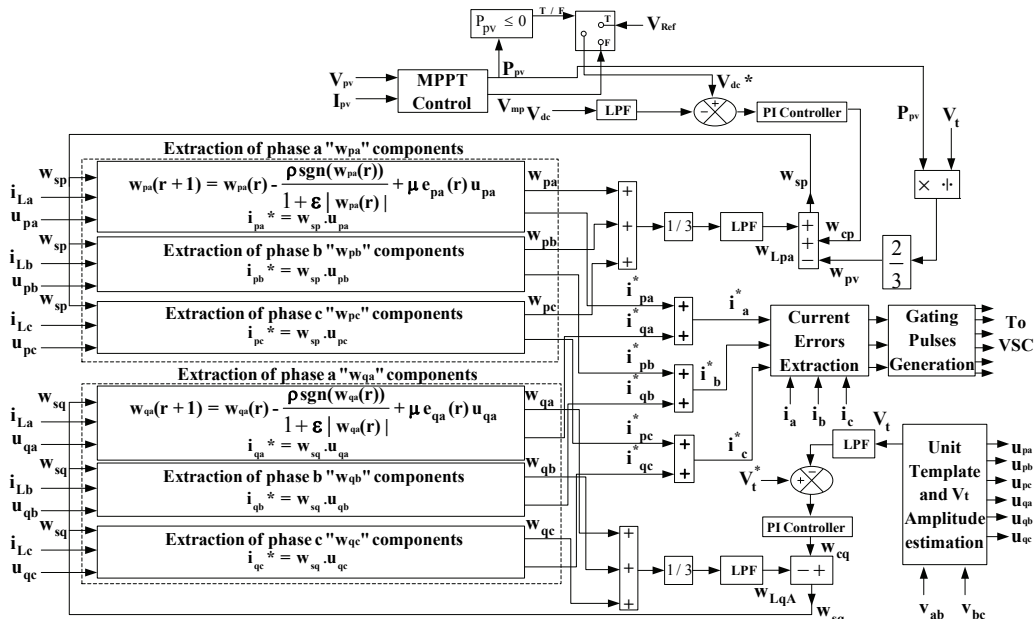 P_pv ≤ 0
T / F
T
F
V_Ref
V_pv
I_pv
MPPT
Control
P_pv
V_mp
V_dc
LPF
V_dc*
- +
PI Controller
P_pv
V_t
× ÷
2
3
w_pv
w_cp
w_sp
Extraction of phase a "w_pa" components
w_sp
i_La
u_pa
w_pa(r + 1) = w_pa(r) - ρ sgn(w_pa(r)) / 1 + ε | w_pa(r) | + μ e_pa(r) u_pa
i_pa* = w_sp.u_pa
w_pa
w_sp
i_Lb
u_pb
Extraction of phase b "w_pb" components
i_pb* = w_sp.u_pb
w_pb
w_sp
i_Lc
u_pc
Extraction of phase c "w_pc" components
i_pc* = w_sp.u_pc
w_pc
+
+
+
1 / 3
LPF
w_Lpa
+
+
−
Extraction of phase a "w_qa" components
w_sq
i_La
u_qa
w_qa(r + 1) = w_qa(r) - ρ sgn(w_qa(r)) / 1 + ε | w_qa(r) | + μ e_qa(r) u_qa
i_qa* = w_sq.u_qa
w_qa
w_sq
i_Lb
u_qb
Extraction of phase b "w_qb" components
i_qb* = w_sq.u_qb
w_qb
w_sq
i_Lc
u_qc
Extraction of phase c "w_qc" components
i_qc* = w_sq.u_qc
w_qc
+
+
+
1 / 3
LPF
w_LqA
− +
w_sq
w_cq
PI Controller
+ −
V_t*
LPF
V_t
i*_pa
i*_qa
+
+
i*_a
i*_pb
i*_qb
+
+
i*_b
i*_pc
i*_qc
+
+
i*_c
Current
Errors
Extraction
i_a
i_b
i_c
Gating
Pulses
Generation
To
VSC
Unit
Template
and V_t
Amplitude
estimation
u_pa
u_pb
u_pc
u_qa
u_qb
u_qc
v_ab
v_bc